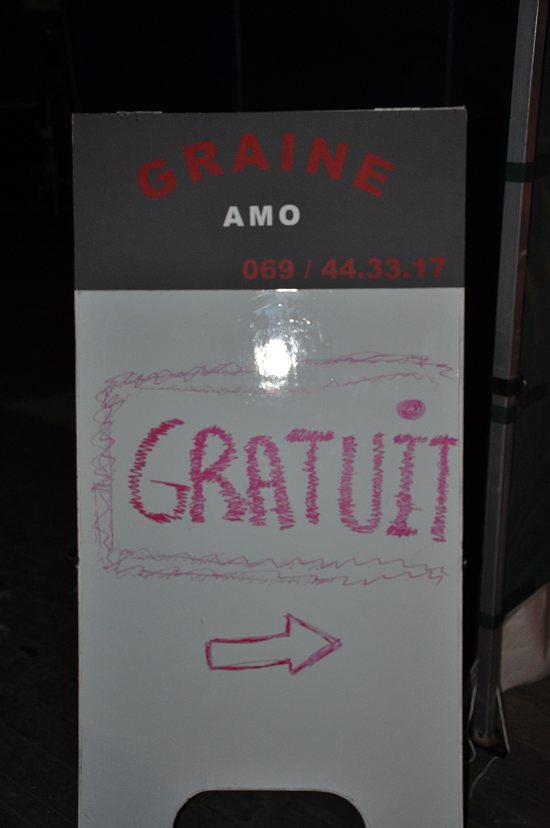 GRAINE
AMO
069 / 44.33.17
GRATUiT